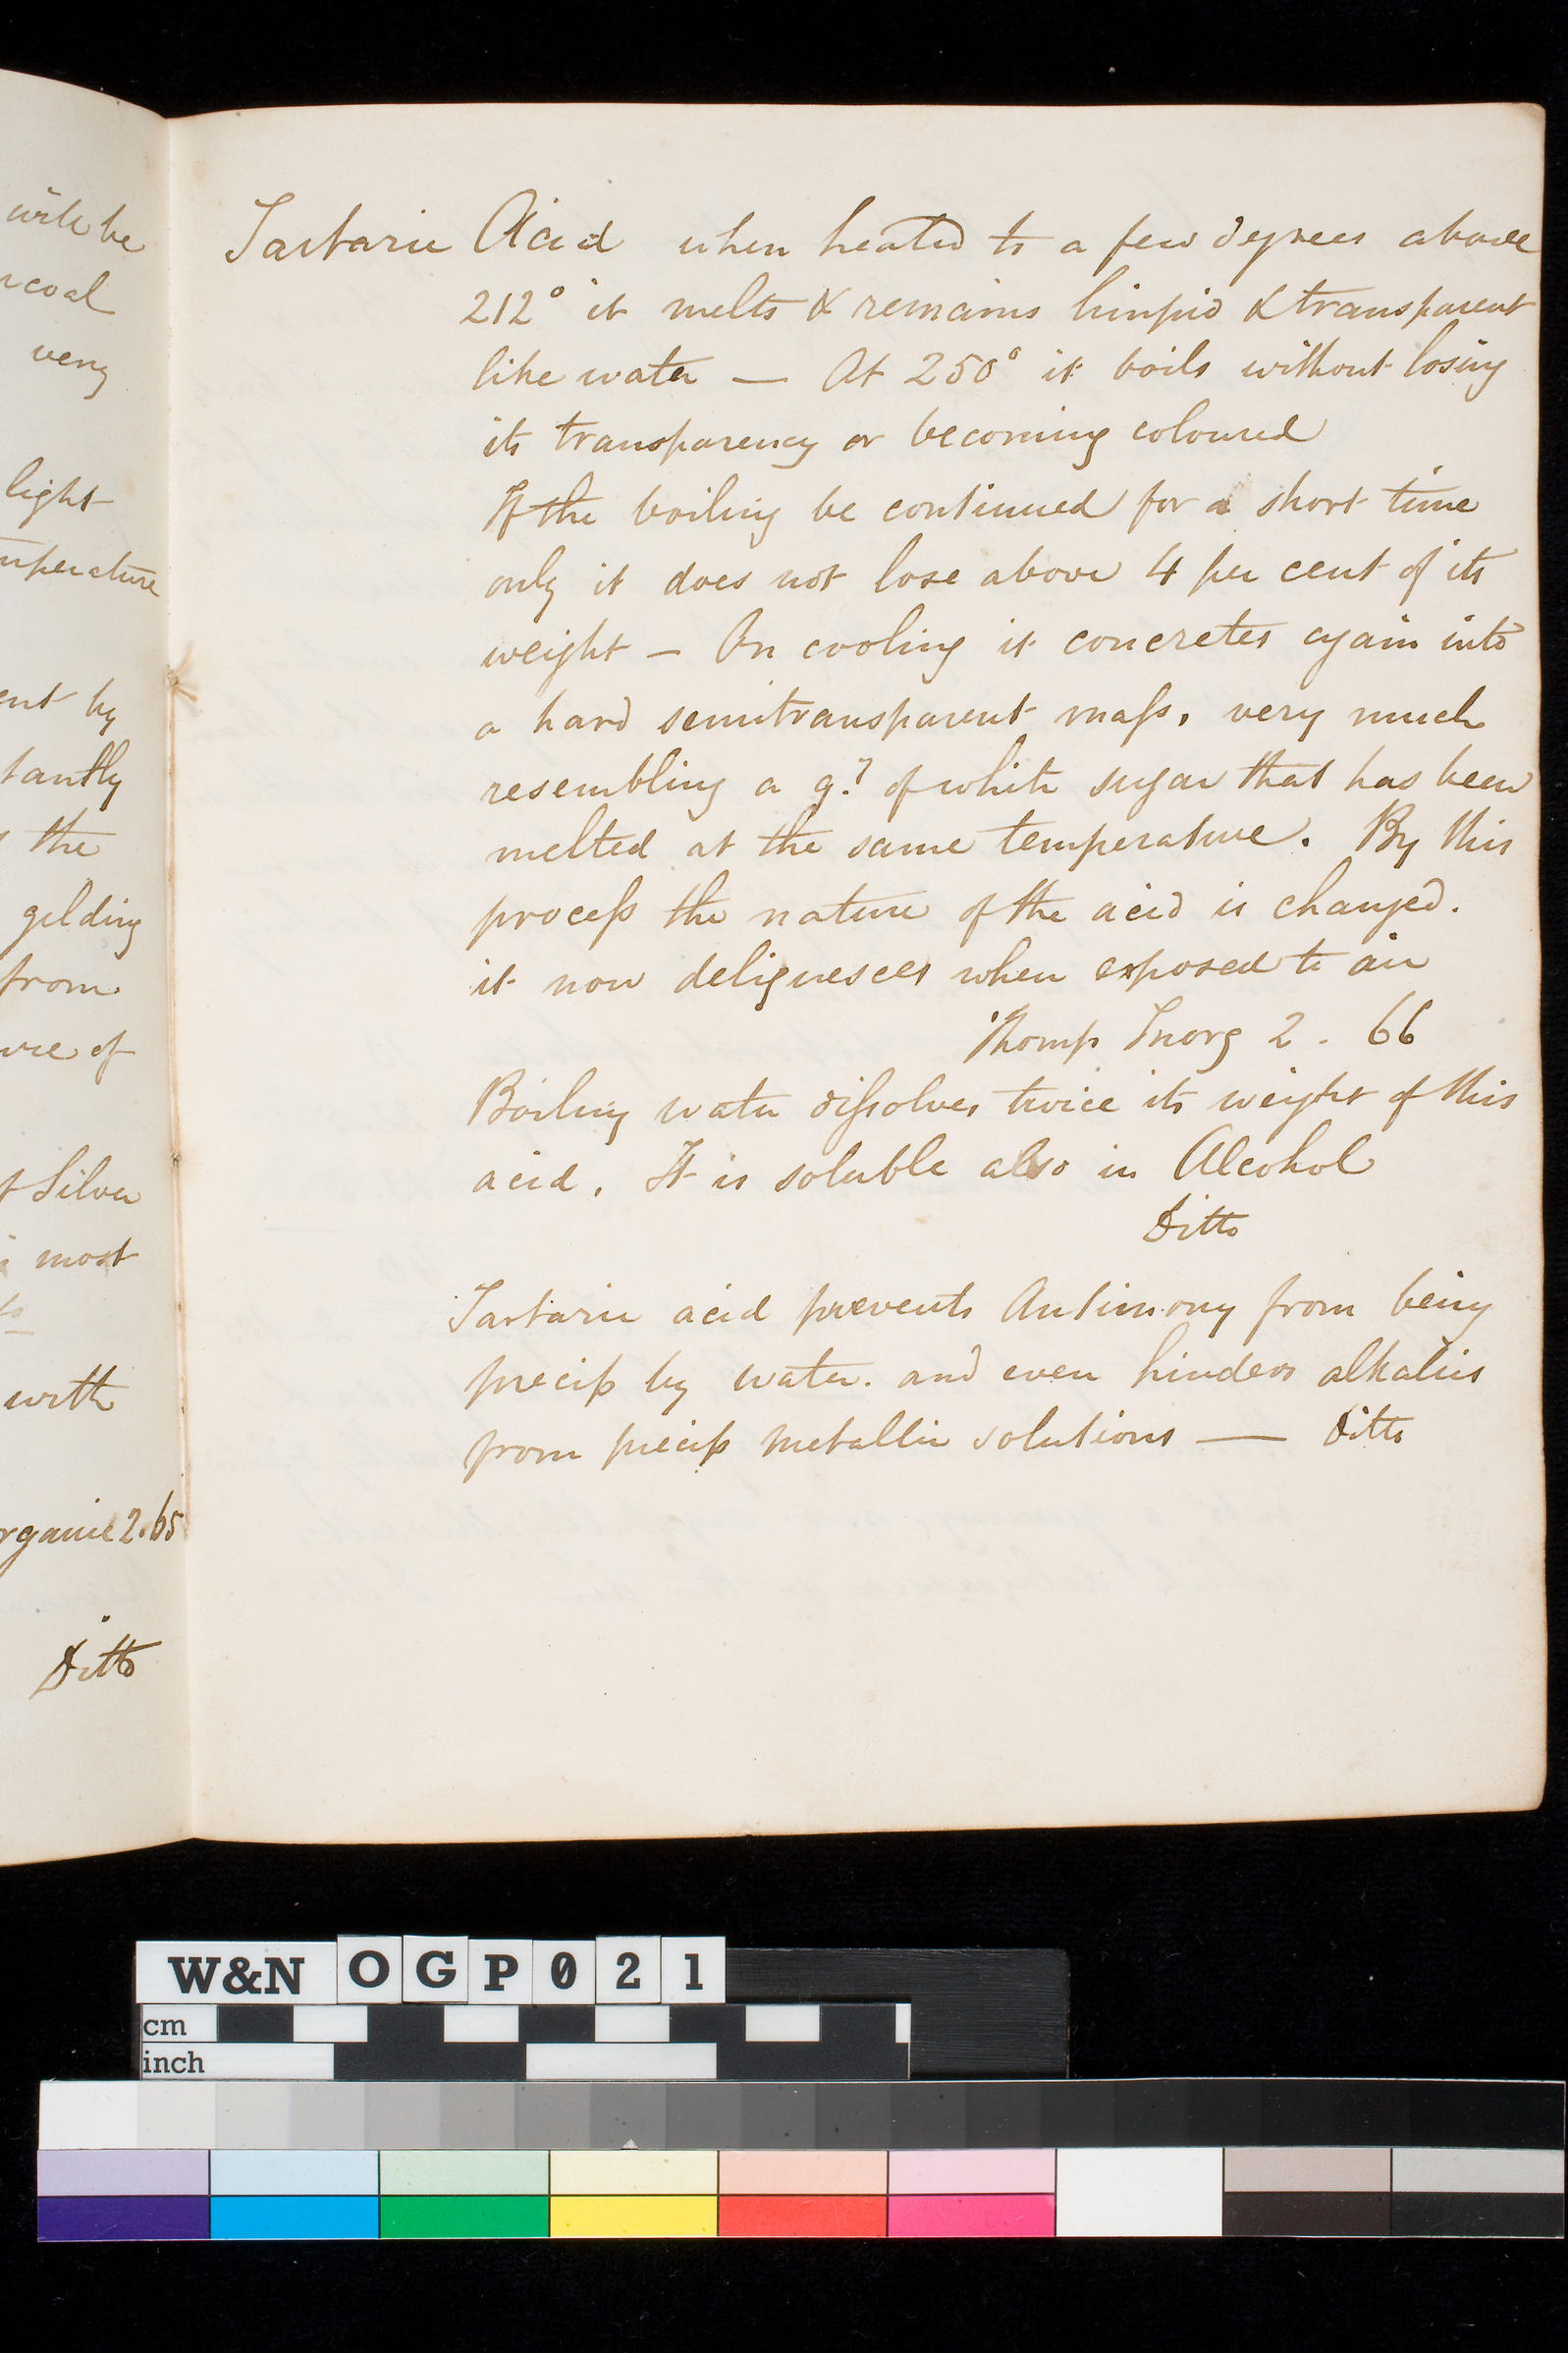 will be
coal
very
light
mperature
ent by
tantly
the
gilding
from
of
Silver
most
with
rganic 2.65
Ditto
Tartaric Acid when heated to a few degrees above
212° it melts & remains limpid & transparent
like water — At 250° it boils without losing
its transparency or becoming coloured
If the boiling be continued for a short time
only it does not lose above 4 per cent of its
weight — On cooling it concretes again into
a hard semitransparent maſs, very much
resembling a of white sugar that has been
melted at the same temperature. By this
proceſs the nature of the acid is changed.
it now deliquesces when exposed to air
Thomp Inorg 2. 66
Boiling water diſsolves twice its weight of this
acid. It is soluble also in Alcohol
Ditto
Tartaric acid prevents Antimony from being
precip by water. and even hinders alkalies
from precip metallic solutions — Ditto
W&N OGP021
cm
inch